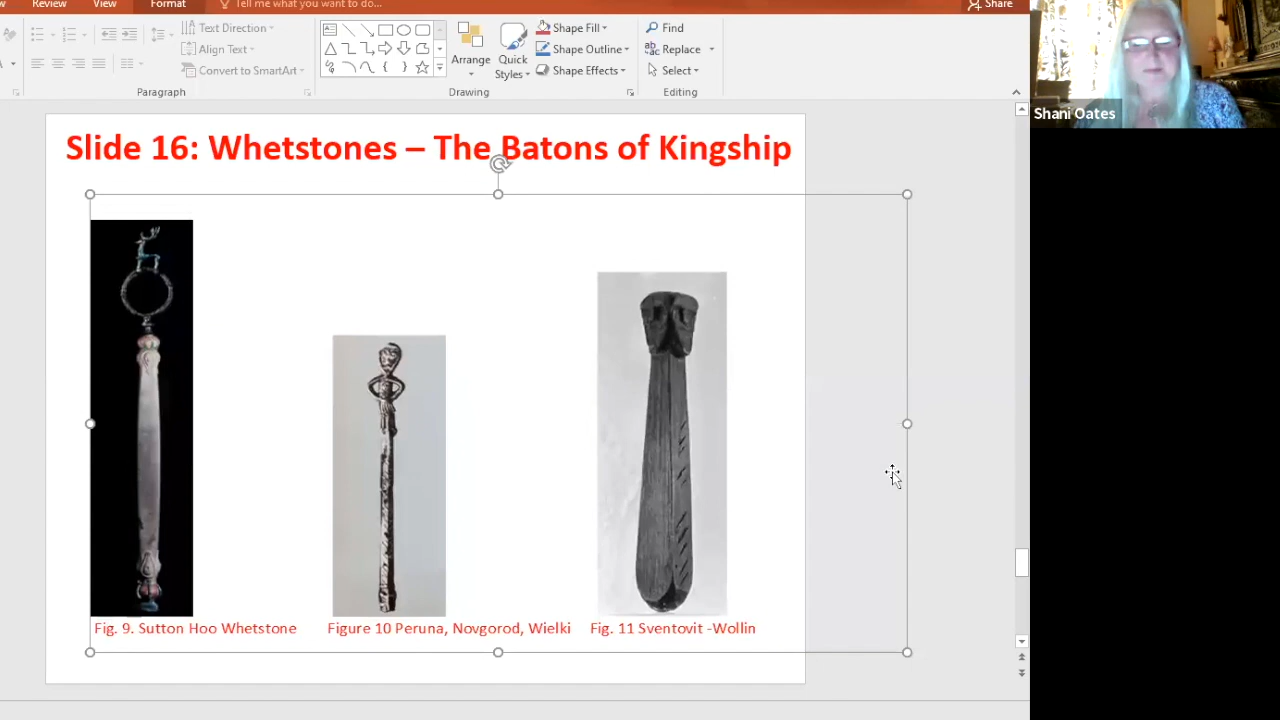 Review
View
Format
Tell me what you want to do...
Share
Text Direction
Align Text
Convert to SmartArt
Arrange
Quick
Styles
Shape Fill
Shape Outline
Shape Effects
Find
Replace
Select
Paragraph
Drawing
Editing
Shani Oates
Slide 16: Whetstones – The Batons of Kingship
Fig. 9. Sutton Hoo Whetstone
Figure 10 Peruna, Novgorod, Wielki
Fig. 11 Sventovit -Wollin